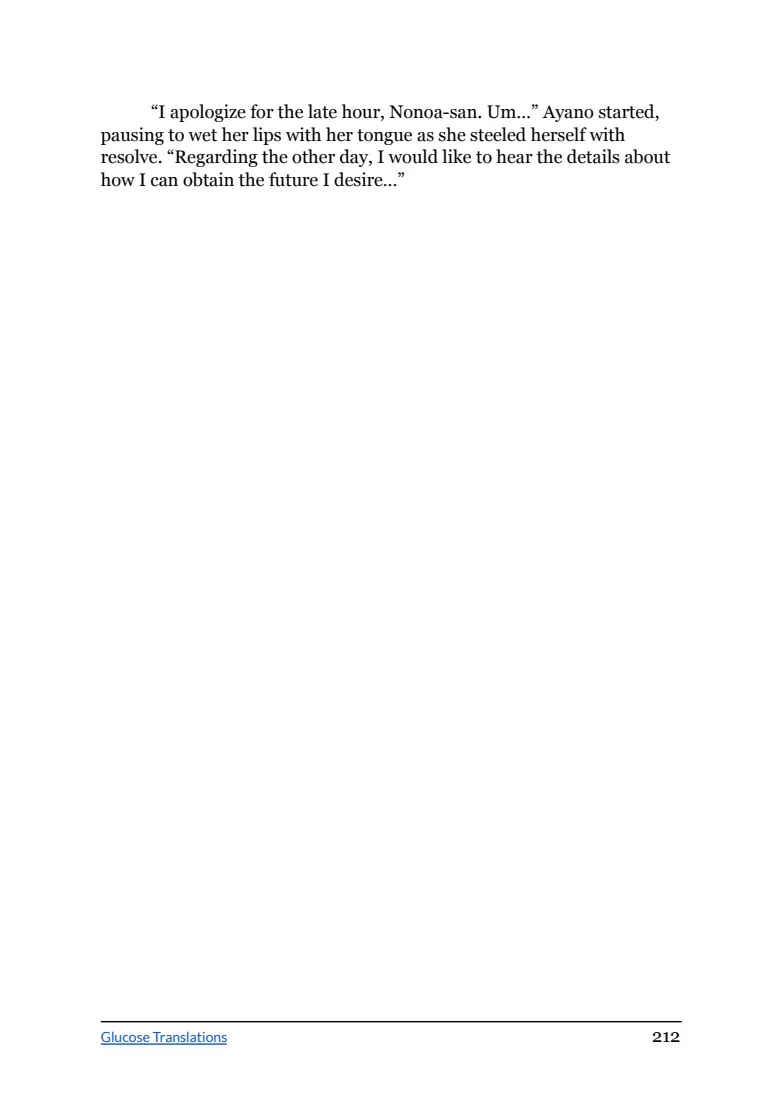 “I apologize for the late hour, Nonoa-san. Um…” Ayano started,
pausing to wet her lips with her tongue as she steeled herself with
resolve. “Regarding the other day, I would like to hear the details about
how I can obtain the future I desire…”
Glucose Translations 212